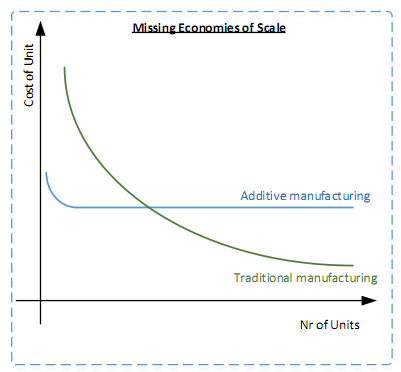 Missing Economies of Scale
Cost of Unit
Additive manufacturing
Traditional manufacturing
Nr of Units